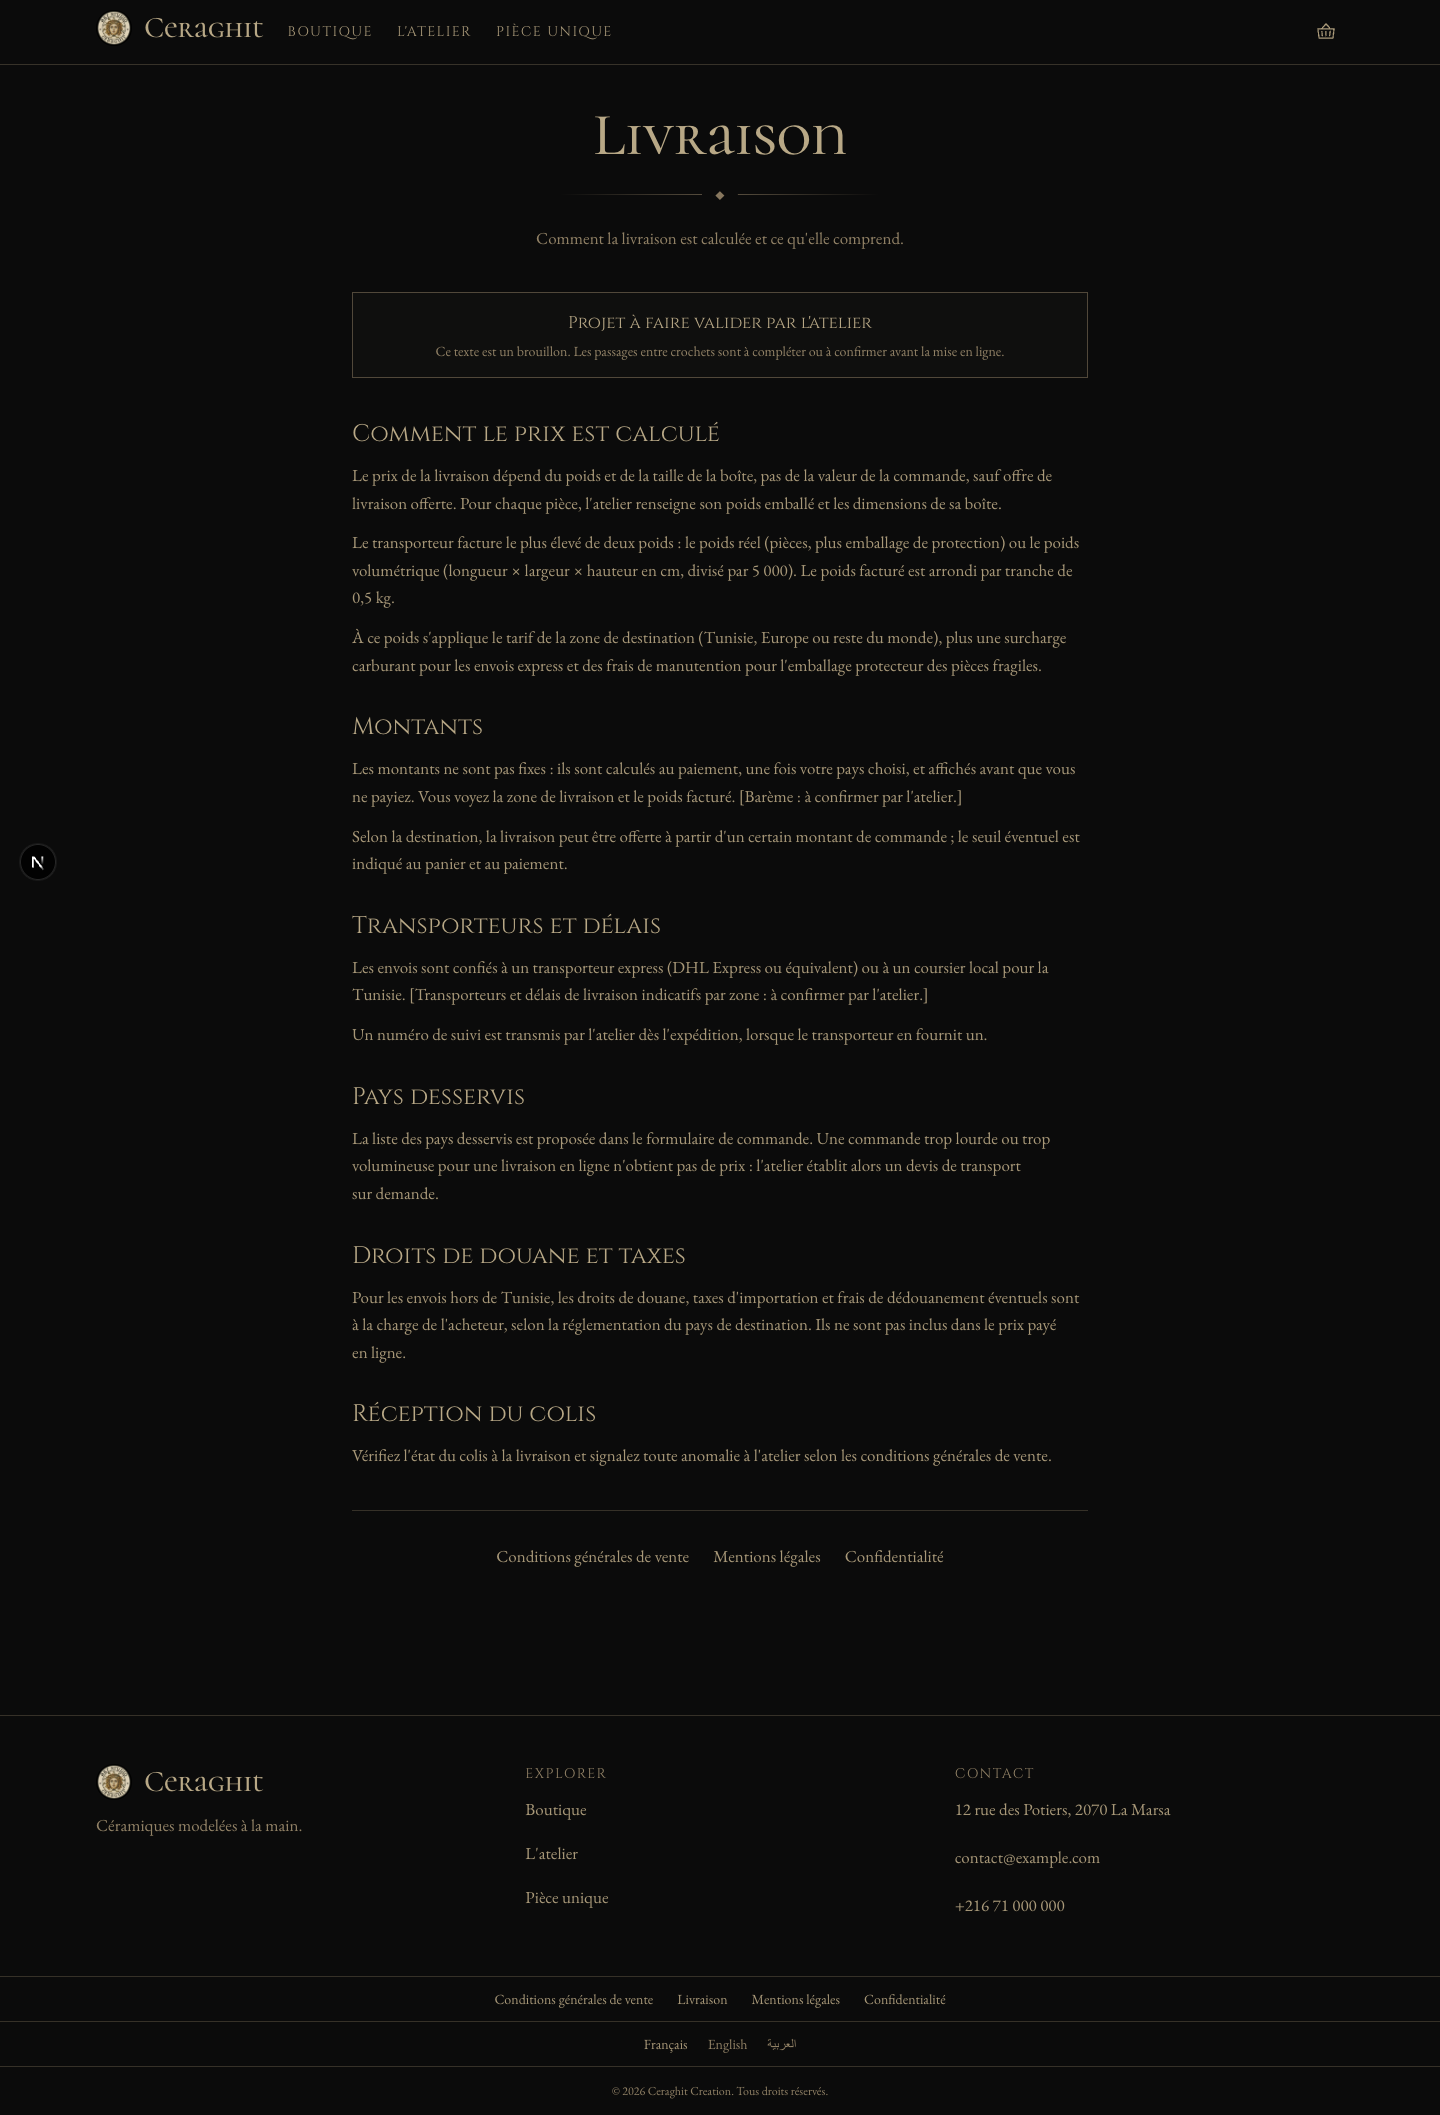 Ceraghit
BOUTIQUE
L'ATELIER
PIÈCE UNIQUE
Livraison
Comment la livraison est calculée et ce qu'elle comprend.
Projet à faire valider par l'atelier
Ce texte est un brouillon. Les passages entre crochets sont à compléter ou à confirmer avant la mise en ligne.
Comment le prix est calculé
Le prix de la livraison dépend du poids et de la taille de la boîte, pas de la valeur de la commande, sauf offre de
livraison offerte. Pour chaque pièce, l'atelier renseigne son poids emballé et les dimensions de sa boîte.
Le transporteur facture le plus élevé de deux poids : le poids réel (pièces, plus emballage de protection) ou le poids
volumétrique (longueur × largeur × hauteur en cm, divisé par 5 000). Le poids facturé est arrondi par tranche de
0,5 kg.
À ce poids s'applique le tarif de la zone de destination (Tunisie, Europe ou reste du monde), plus une surcharge
carburant pour les envois express et des frais de manutention pour l'emballage protecteur des pièces fragiles.
Montants
Les montants ne sont pas fixes : ils sont calculés au paiement, une fois votre pays choisi, et affichés avant que vous
ne payiez. Vous voyez la zone de livraison et le poids facturé. [Barème : à confirmer par l'atelier.]
Selon la destination, la livraison peut être offerte à partir d'un certain montant de commande ; le seuil éventuel est
indiqué au panier et au paiement.
Transporteurs et délais
Les envois sont confiés à un transporteur express (DHL Express ou équivalent) ou à un coursier local pour la
Tunisie. [Transporteurs et délais de livraison indicatifs par zone : à confirmer par l'atelier.]
Un numéro de suivi est transmis par l'atelier dès l'expédition, lorsque le transporteur en fournit un.
Pays desservis
La liste des pays desservis est proposée dans le formulaire de commande. Une commande trop lourde ou trop
volumineuse pour une livraison en ligne n'obtient pas de prix : l'atelier établit alors un devis de transport
sur demande.
Droits de douane et taxes
Pour les envois hors de Tunisie, les droits de douane, taxes d'importation et frais de dédouanement éventuels sont
à la charge de l'acheteur, selon la réglementation du pays de destination. Ils ne sont pas inclus dans le prix payé
en ligne.
Réception du colis
Vérifiez l'état du colis à la livraison et signalez toute anomalie à l'atelier selon les conditions générales de vente.
Conditions générales de vente
Mentions légales
Confidentialité
Ceraghit
Céramiques modelées à la main.
EXPLORER
Boutique
L'atelier
Pièce unique
CONTACT
12 rue des Potiers, 2070 La Marsa
contact@example.com
+216 71 000 000
Conditions générales de vente
Livraison
Mentions légales
Confidentialité
Français
English
العربية
© 2026 Ceraghit Creation. Tous droits réservés.